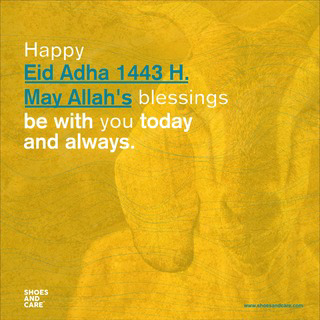 Happy
Eid Adha 1443 H.
May Allah's blessings
be with you today
and always.
SHOES
AND
CARE
www.shoesandcare.com